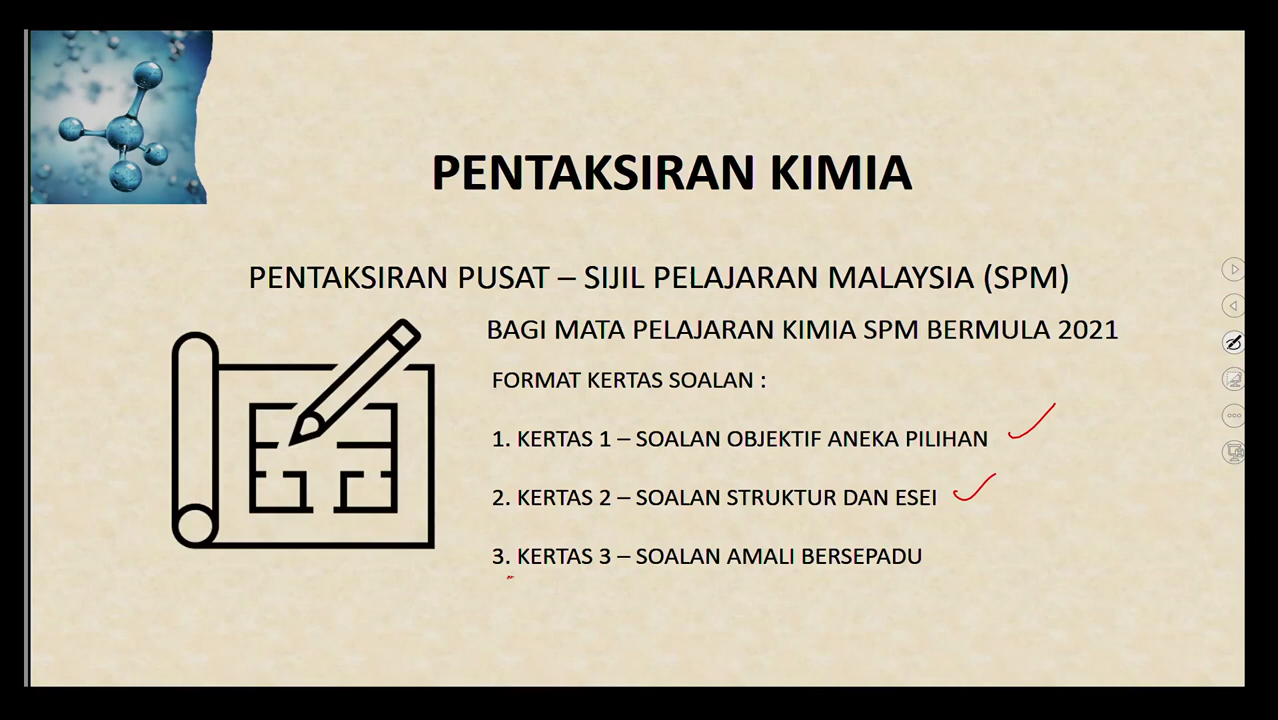 PENTAKSIRAN KIMIA
PENTAKSIRAN PUSAT – SIJIL PELAJARAN MALAYSIA (SPM)
BAGI MATA PELAJARAN KIMIA SPM BERMULA 2021
FORMAT KERTAS SOALAN :
1. KERTAS 1 – SOALAN OBJEKTIF ANEKA PILIHAN
2. KERTAS 2 – SOALAN STRUKTUR DAN ESEI
3. KERTAS 3 – SOALAN AMALI BERSEPADU